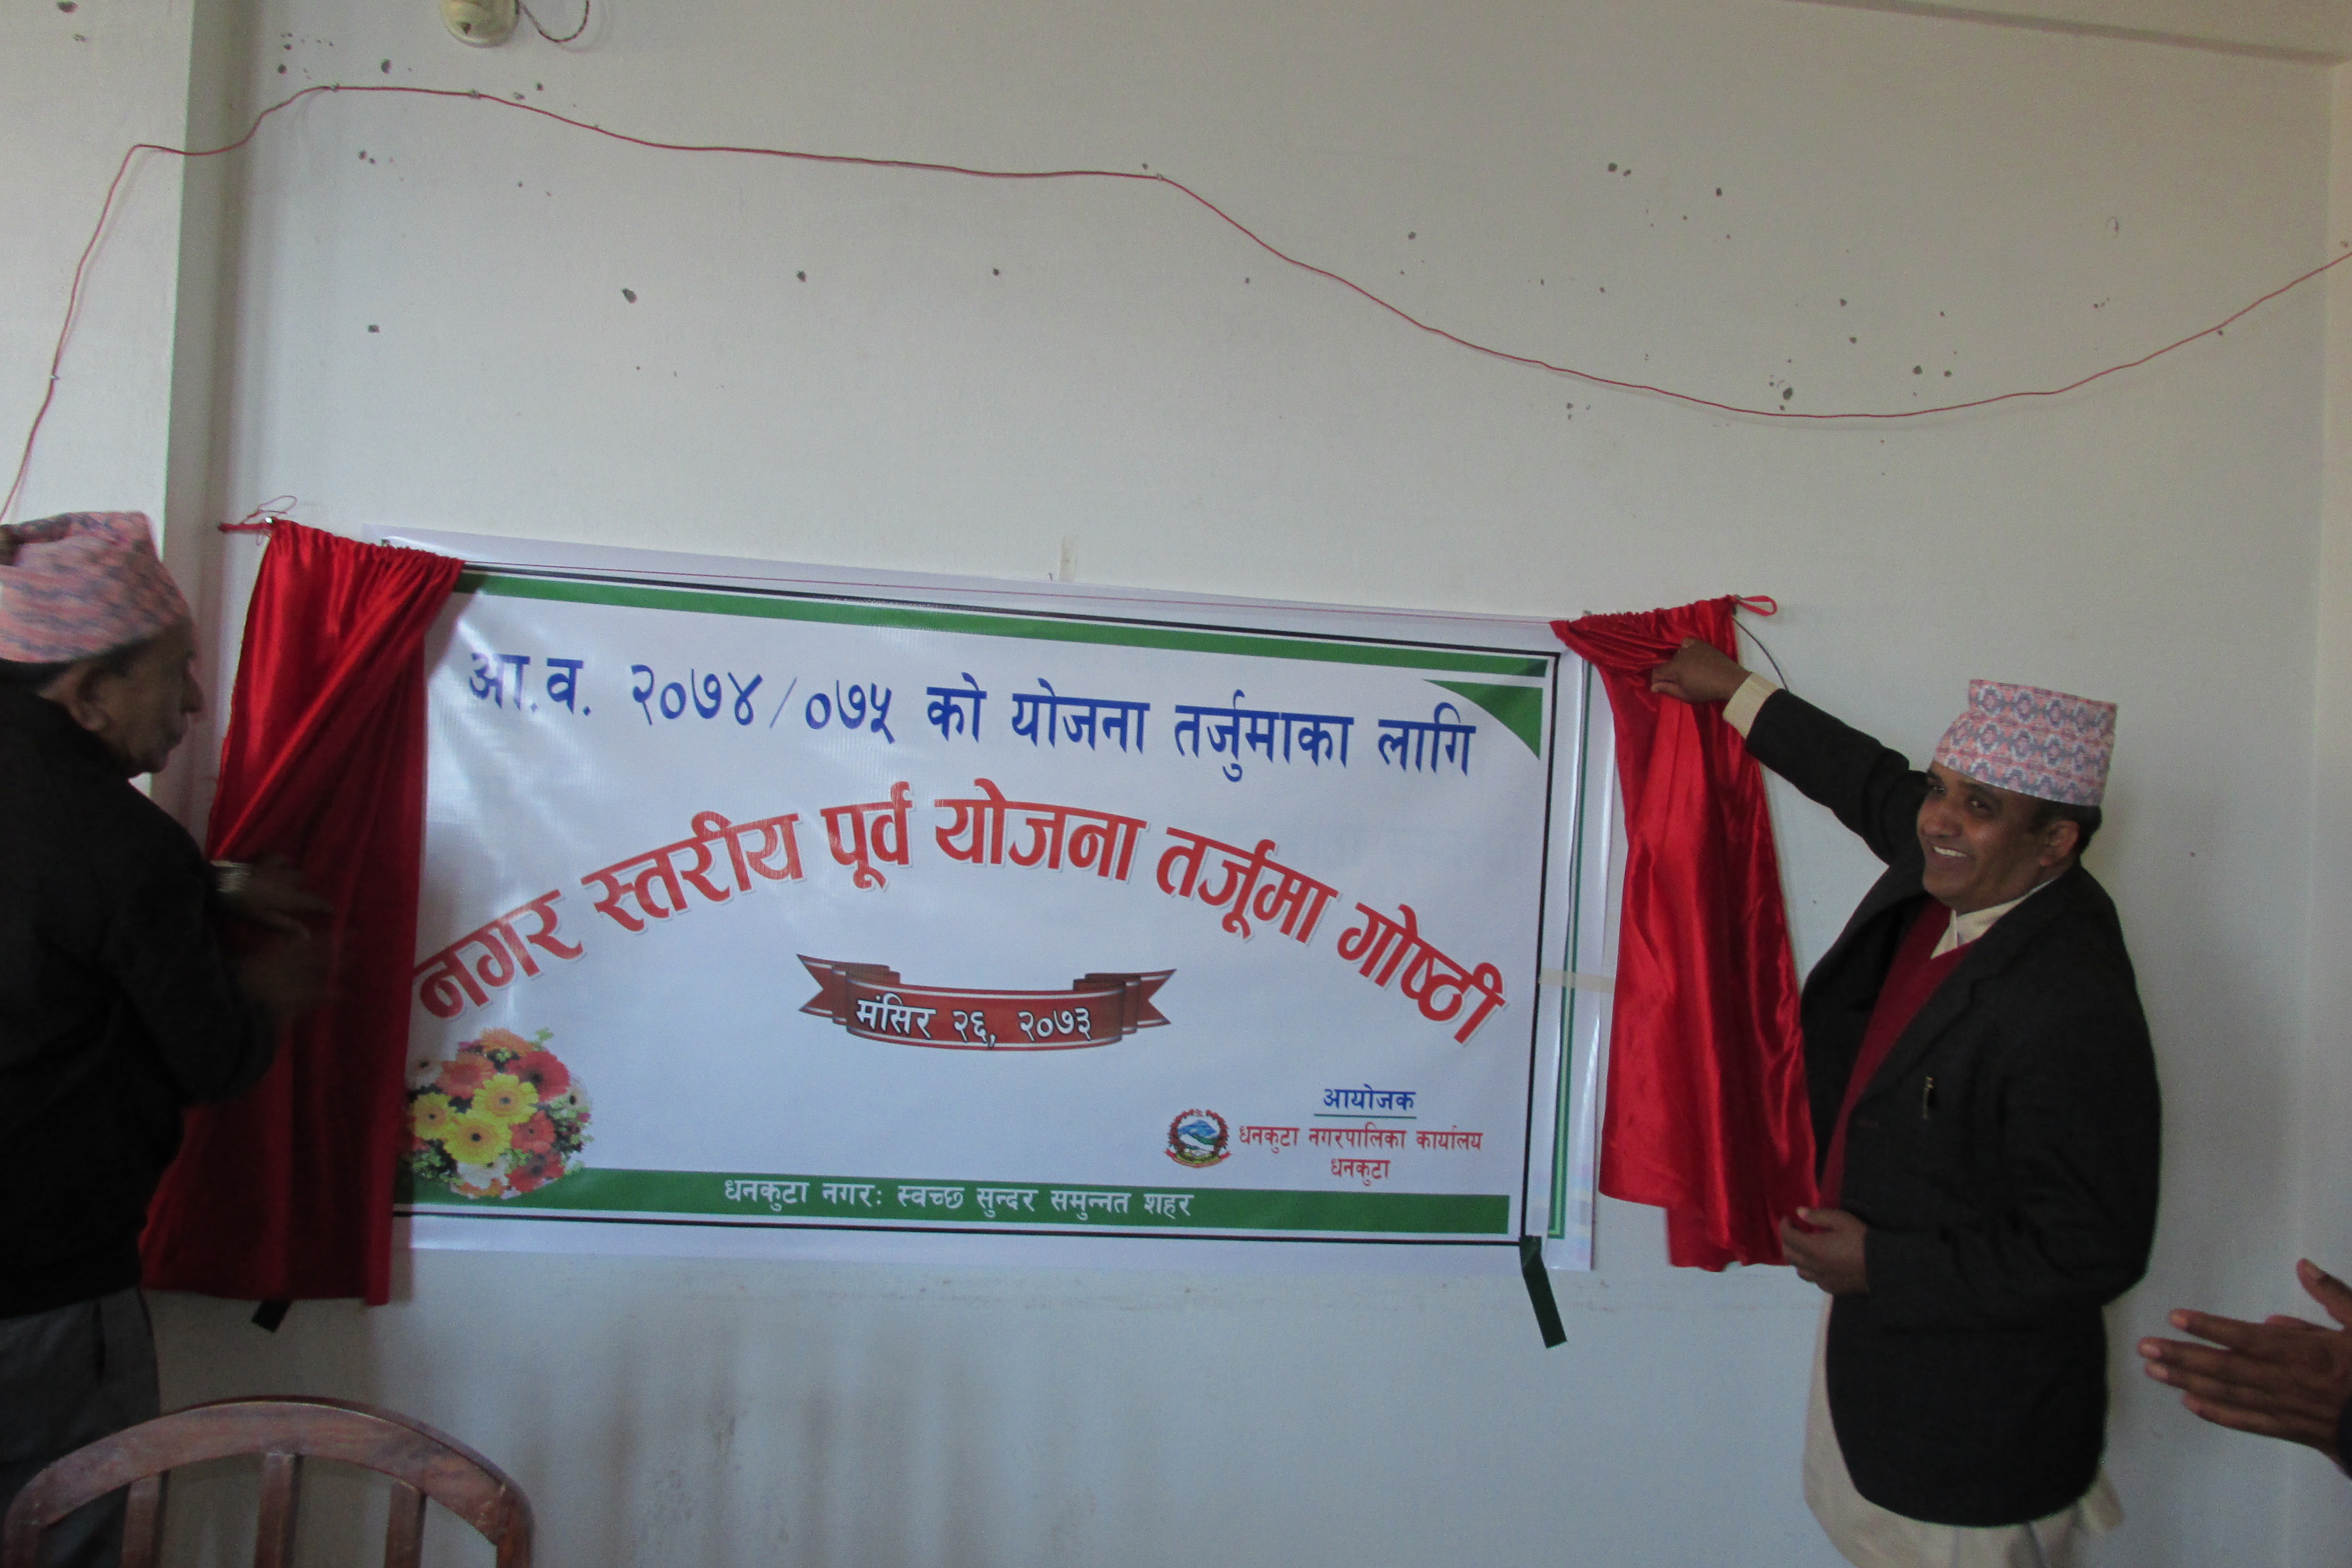 आ.व. २०७४/०७५ को योजना तर्जुमाका लागि
नगर स्तरीय पूर्व योजना तर्जूमा गोष्ठी
मंसिर २६, २०७३
आयोजक
धनकुटा नगरपालिका कार्यालय
धनकुटा
धनकुटा नगरः स्वच्छ सुन्दर समुन्नत शहर